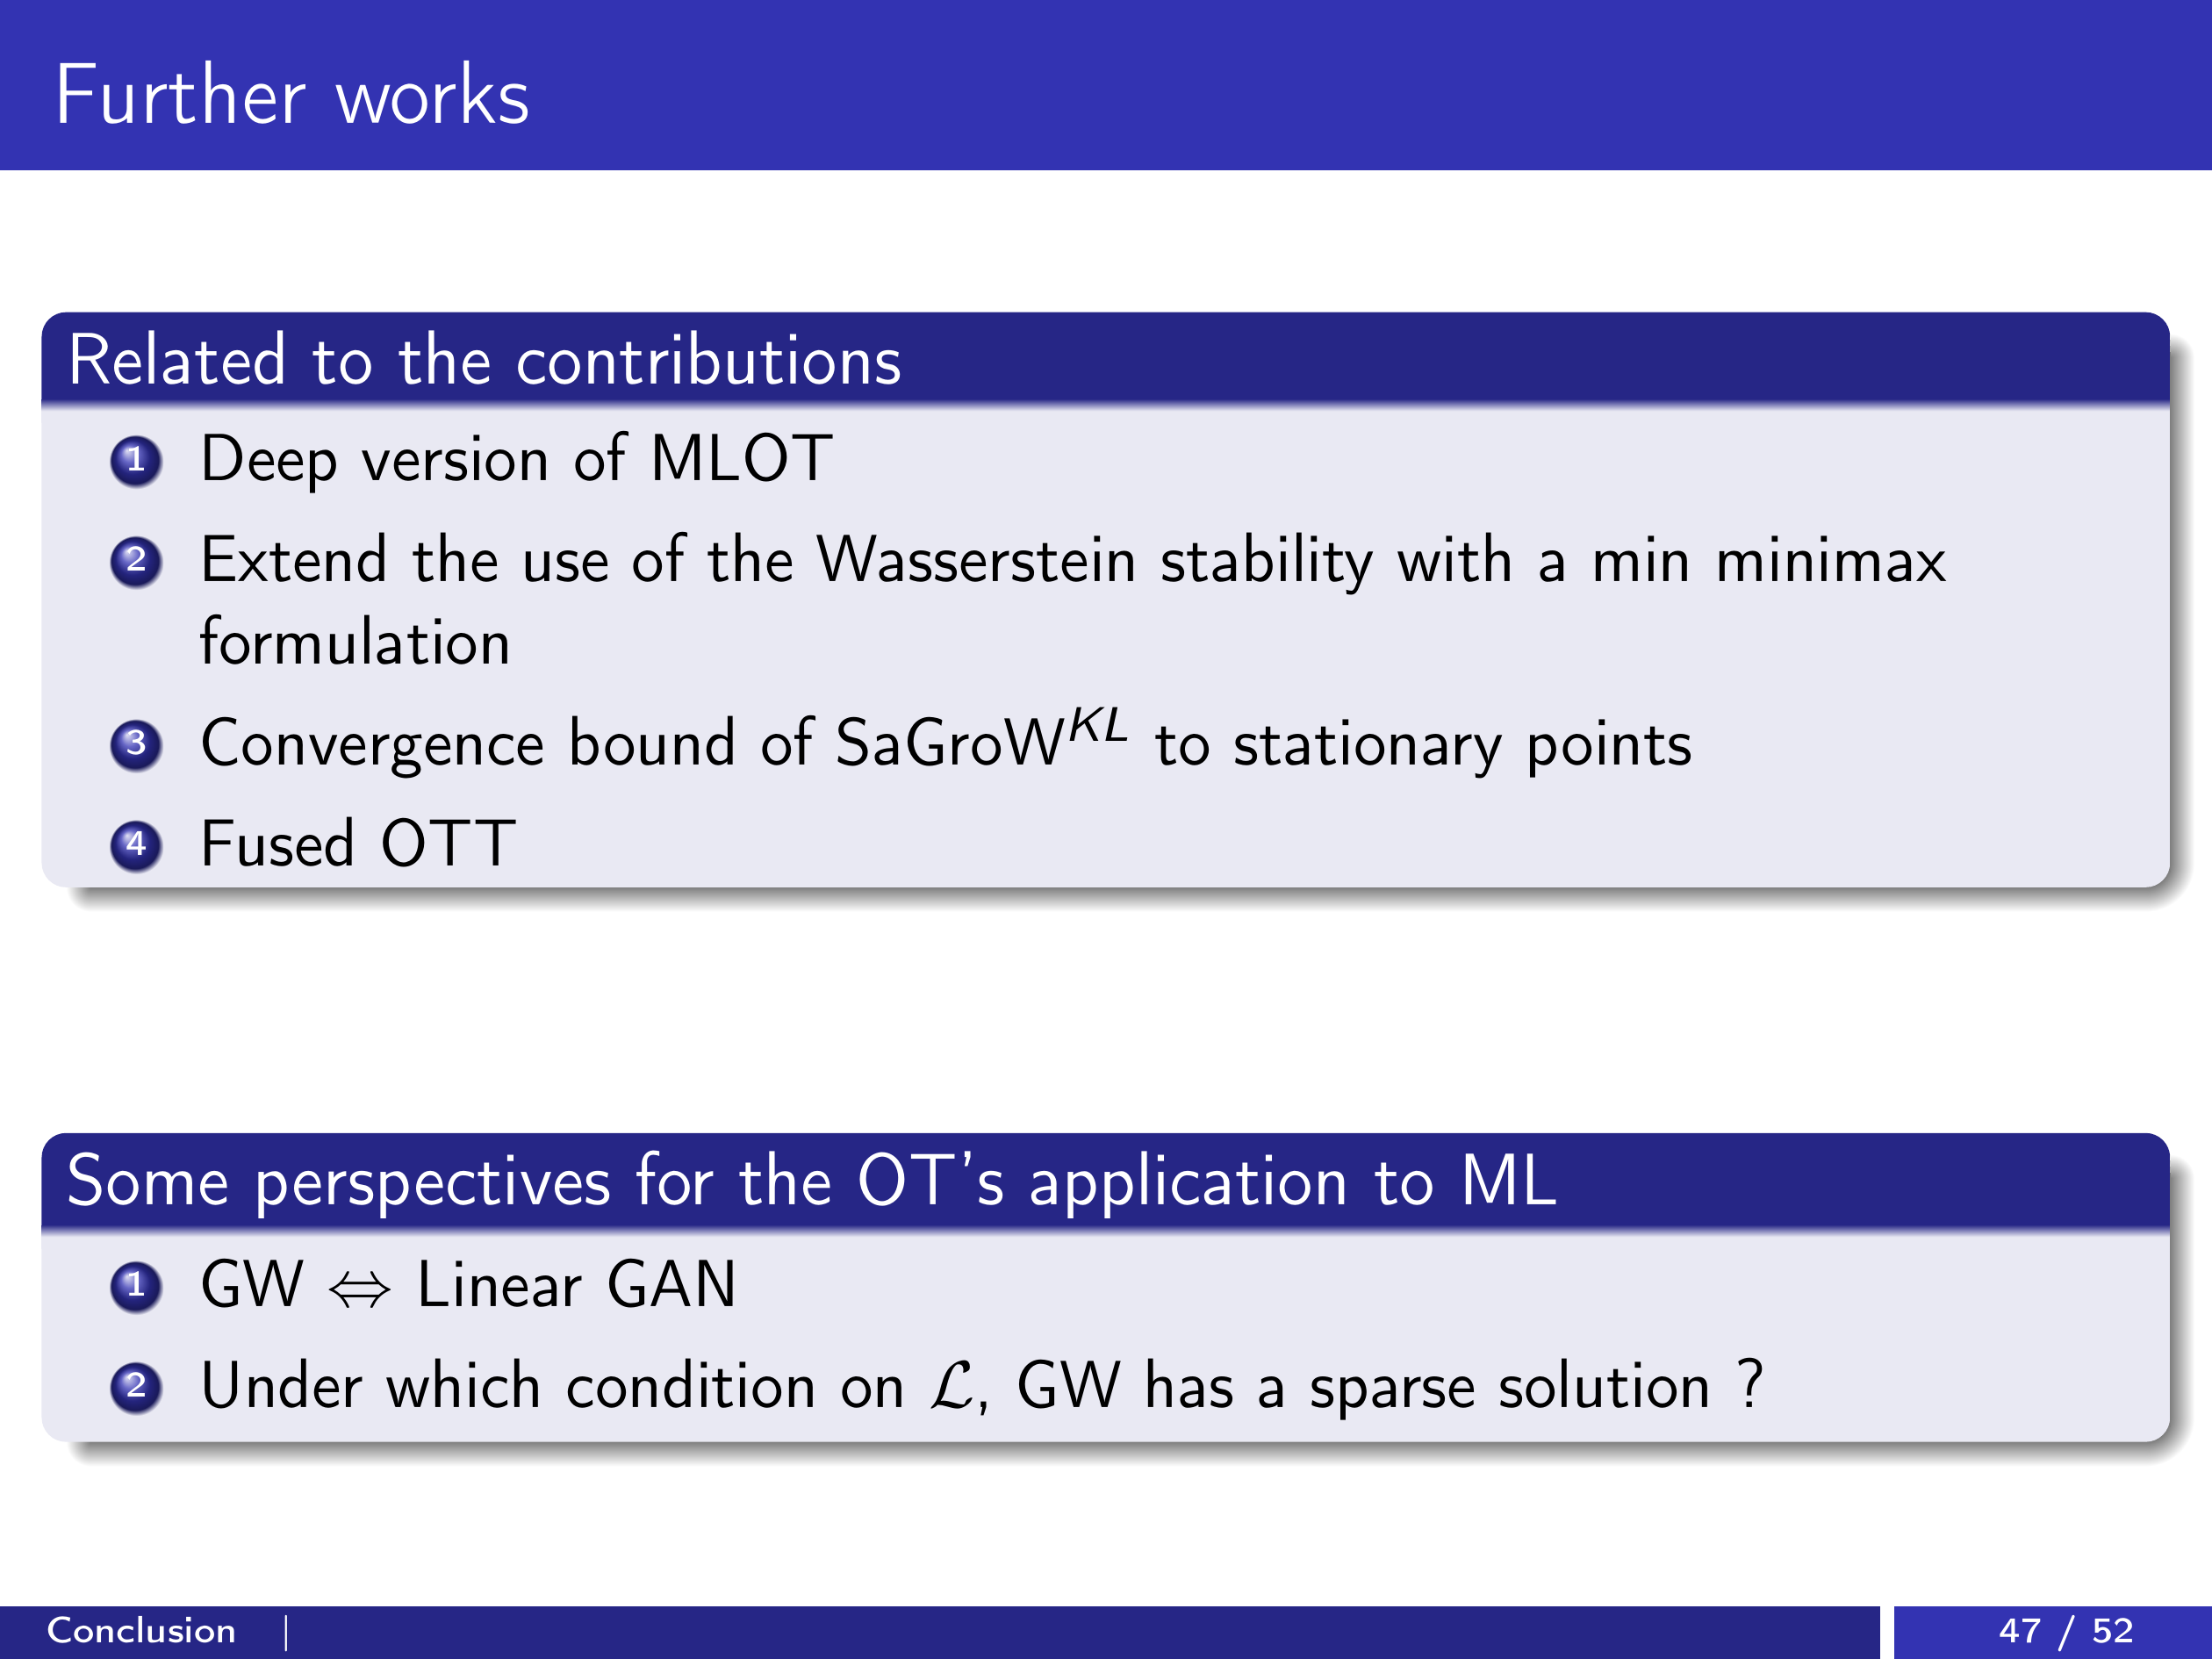 Further works
Related to the contributions
1 Deep version of MLOT
2 Extend the use of the Wasserstein stability with a min minimax
formulation
3 Convergence bound of SaGroW^{KL} to stationary points
4 Fused OTT
Some perspectives for the OT's application to ML
1 GW ⇔ Linear GAN
2 Under which condition on ℒ, GW has a sparse solution ?
Conclusion |
47 / 52